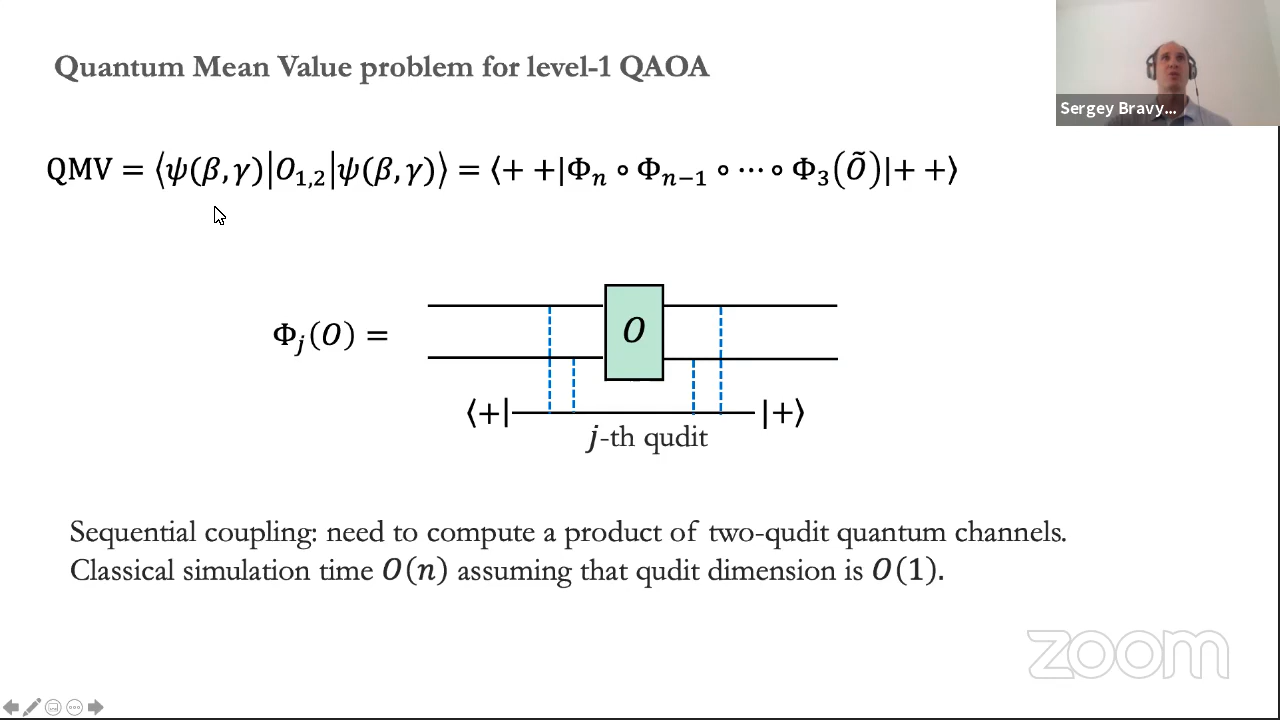 Quantum Mean Value problem for level-1 QAOA
Sergey Bravy...
QMV = ⟨ψ(β, γ)|O₁,₂|ψ(β, γ)⟩ = ⟨+ +|Φₙ ∘ Φₙ₋₁ ∘ ⋯ ∘ Φ₃(Õ)|+ +⟩
Φⱼ(O) =
O
⟨+|
|+⟩
j-th qudit
Sequential coupling: need to compute a product of two-qudit quantum channels.
Classical simulation time O(n) assuming that qudit dimension is O(1).
zoom